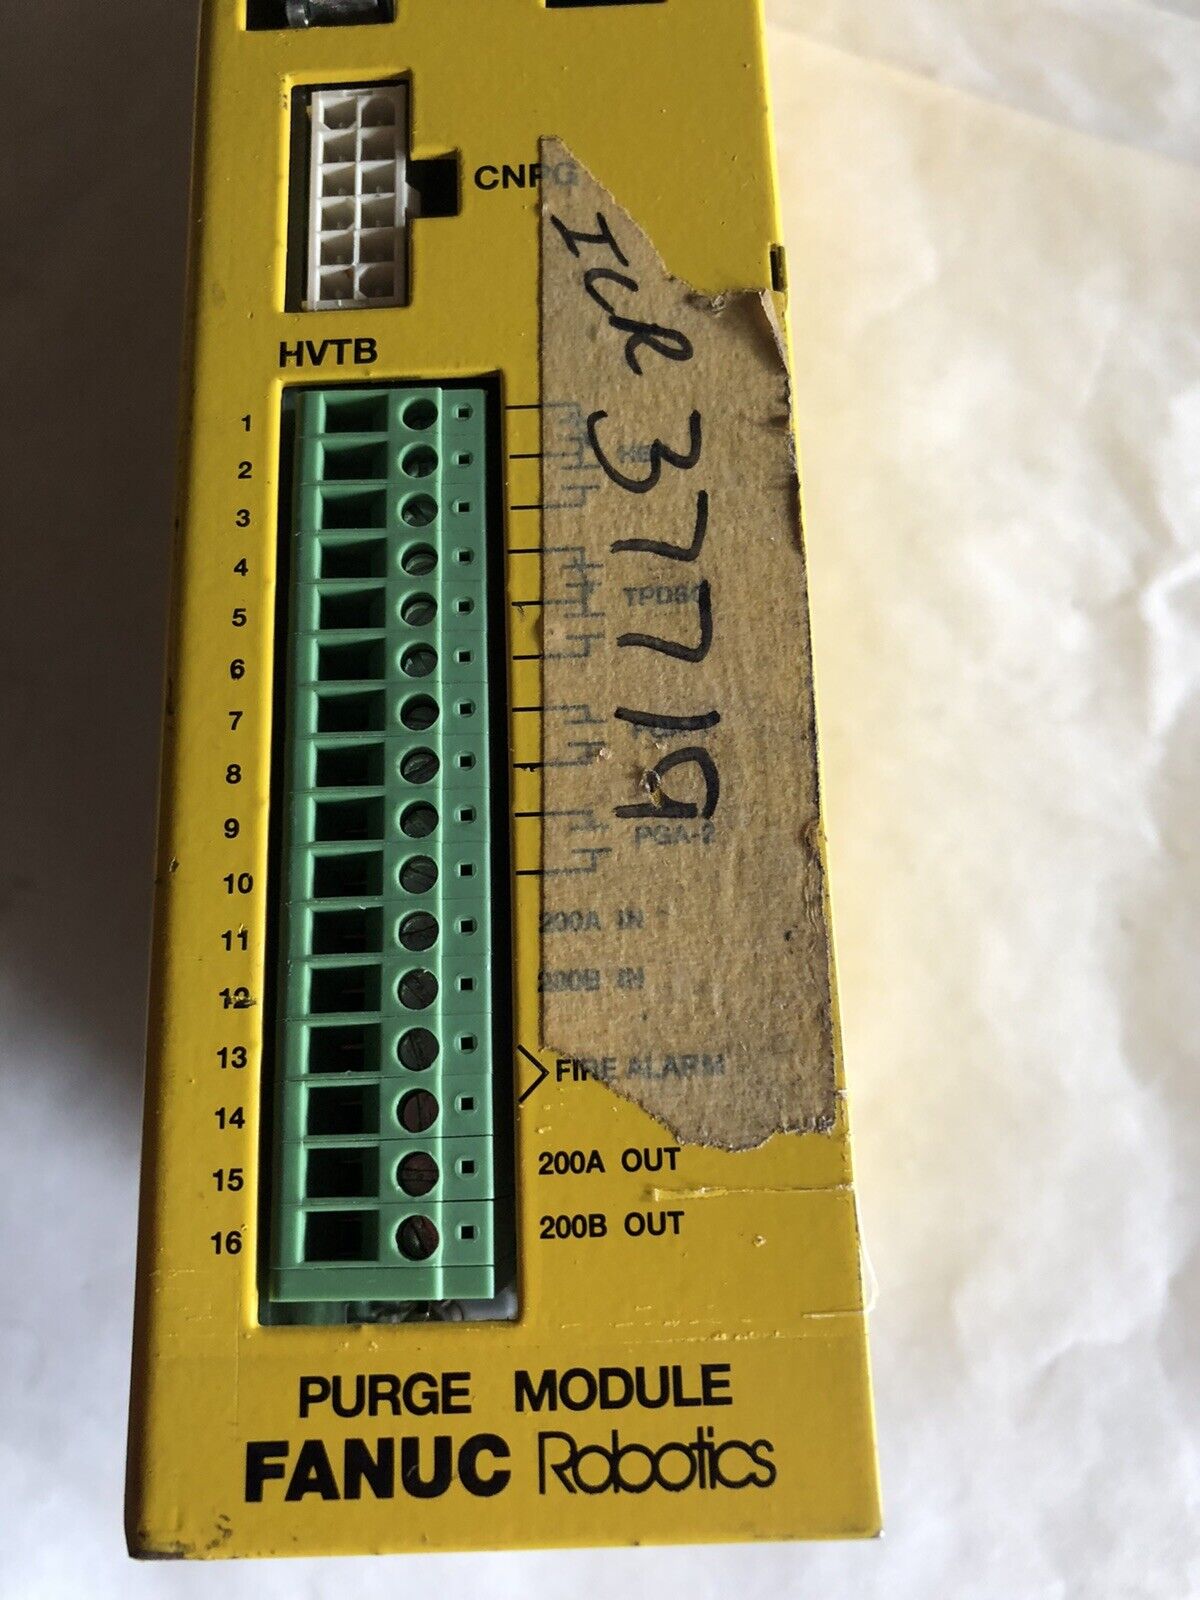 CNPG
HVTB
ICR 37719
1
2
3
4
5
6
7
8
9
10
11
12
13
14
15
16
PGA-2
200A IN
200B IN
FIRE ALARM
200A OUT
200B OUT
PURGE MODULE
FANUC Robotics